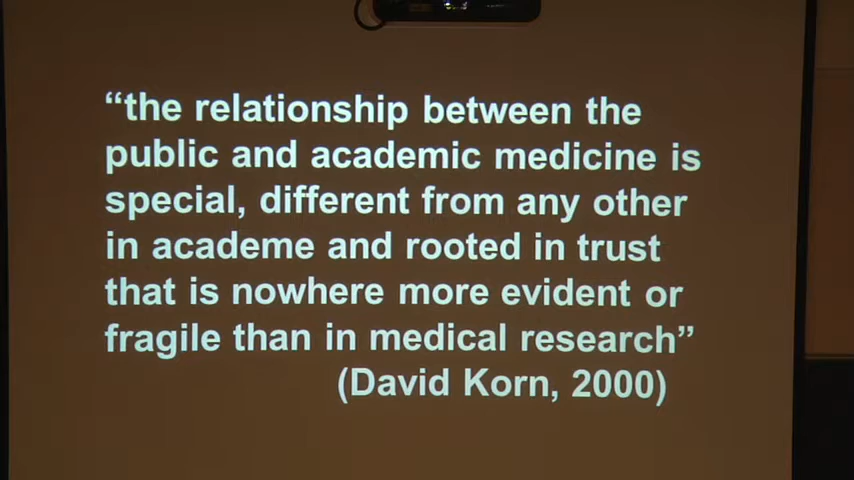 “the relationship between the
public and academic medicine is
special, different from any other
in academe and rooted in trust
that is nowhere more evident or
fragile than in medical research”
(David Korn, 2000)